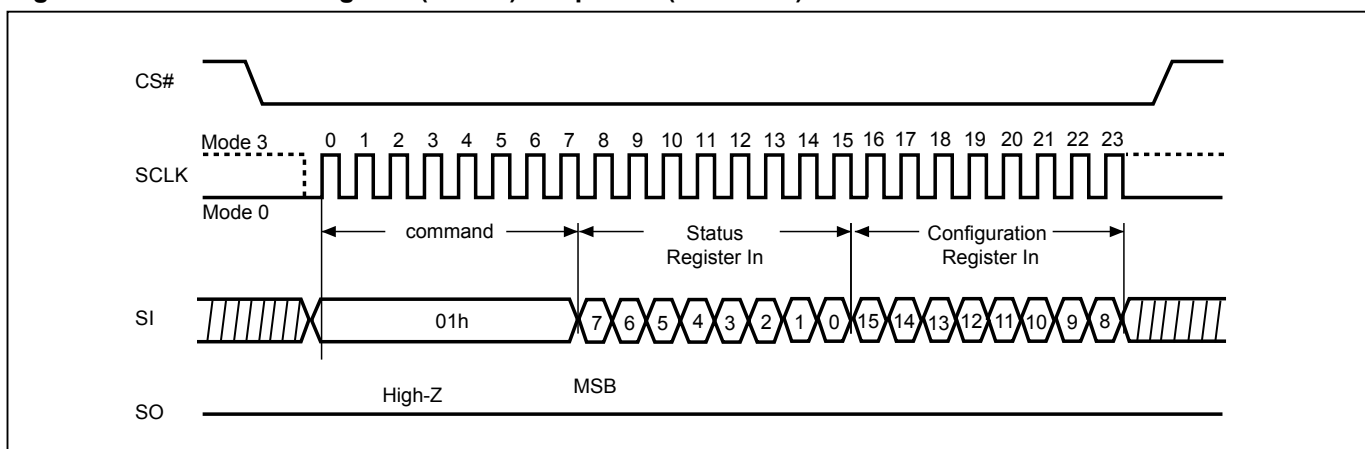 CS#
Mode 3
0 1 2 3 4 5 6 7 8 9 10 11 12 13 14 15 16 17 18 19 20 21 22 23
SCLK
Mode 0
command
Status
Register In
Configuration
Register In
SI
01h
7 6 5 4 3 2 1 0 15 14 13 12 11 10 9 8
High-Z
MSB
SO